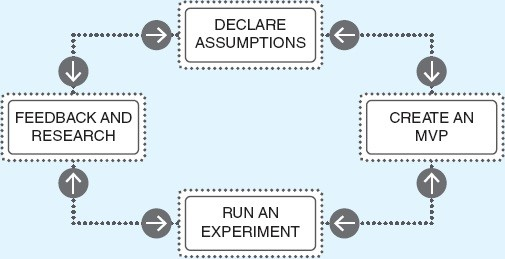 DECLARE
ASSUMPTIONS
FEEDBACK AND
RESEARCH
CREATE AN
MVP
RUN AN
EXPERIMENT